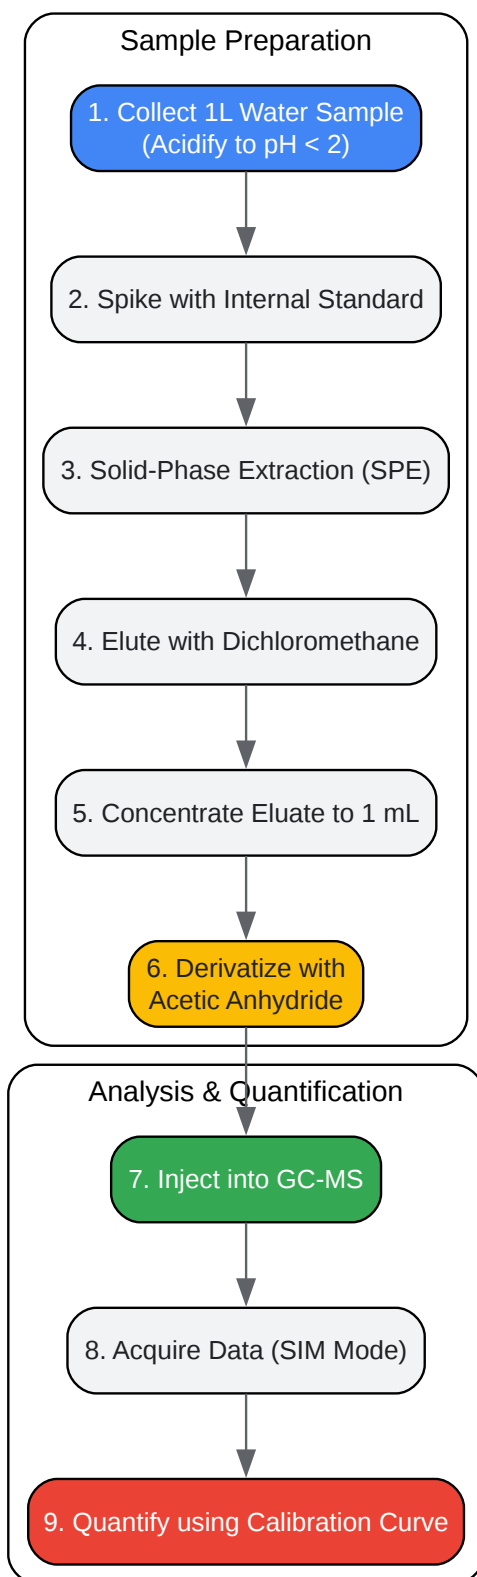 Sample Preparation
1. Collect 1L Water Sample
(Acidify to pH < 2)
2. Spike with Internal Standard
3. Solid-Phase Extraction (SPE)
4. Elute with Dichloromethane
5. Concentrate Eluate to 1 mL
6. Derivatize with
Acetic Anhydride
Analysis & Quantification
7. Inject into GC-MS
8. Acquire Data (SIM Mode)
9. Quantify using Calibration Curve